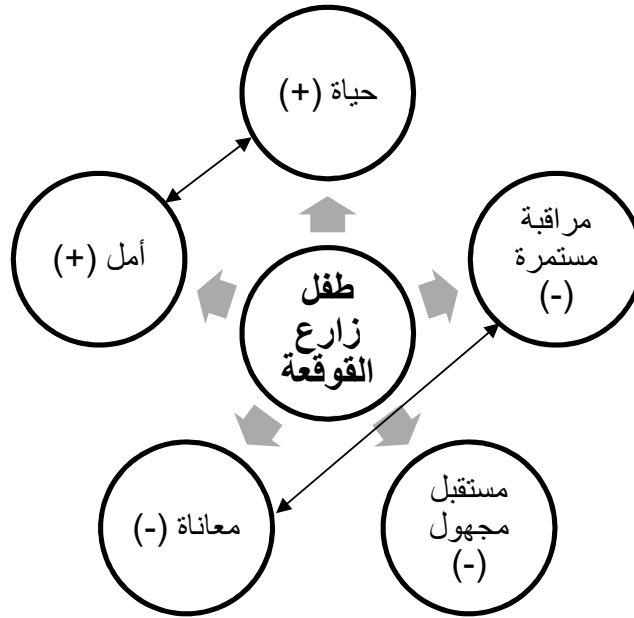 حياة (+)
أمل (+)
مراقبة
مستمرة
(-)
طفل
زارع
القوقعة
معاناة (-)
مستقبل
مجهول
(-)